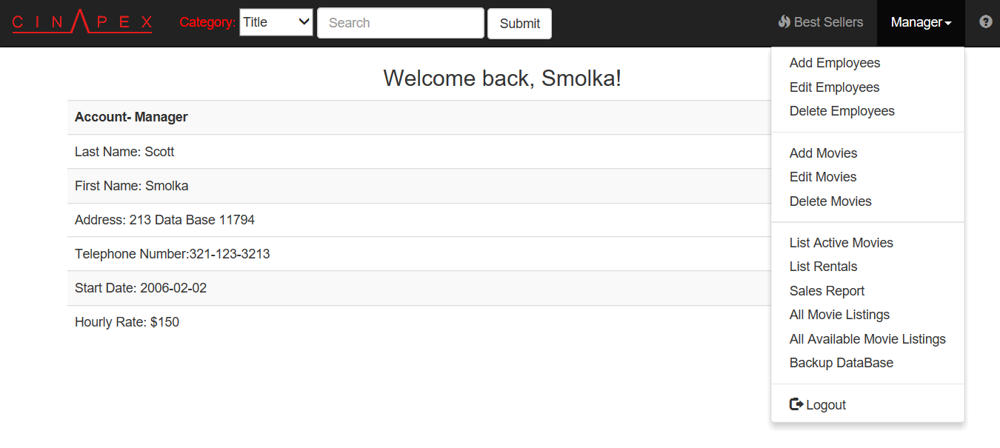 CINAPEX Category: Title Search Submit Best Sellers Manager ?
Welcome back, Smolka!
Account- Manager
Last Name: Scott
First Name: Smolka
Address: 213 Data Base 11794
Telephone Number:321-123-3213
Start Date: 2006-02-02
Hourly Rate: $150
Add Employees
Edit Employees
Delete Employees
Add Movies
Edit Movies
Delete Movies
List Active Movies
List Rentals
Sales Report
All Movie Listings
All Available Movie Listings
Backup DataBase
Logout